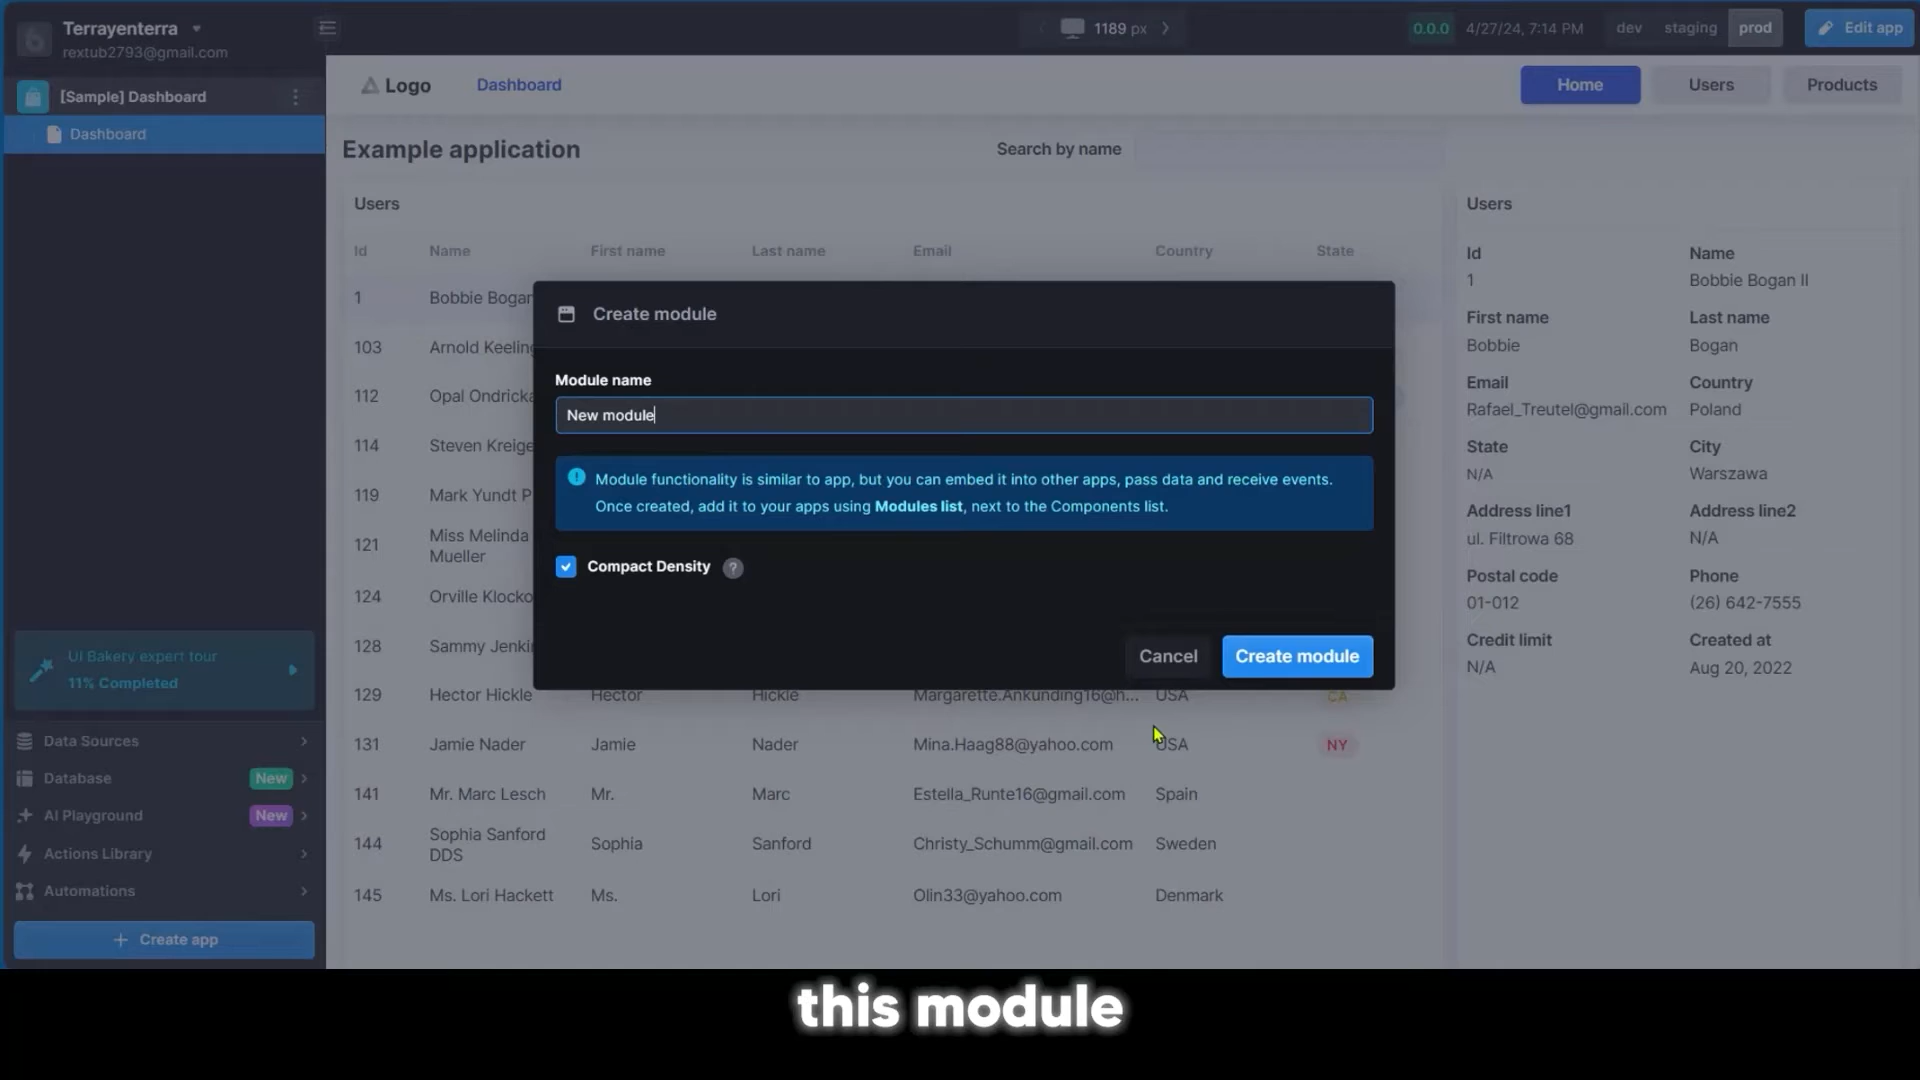 Terrayenterra
rextub2793@gmail.com
1189 px
0.0.0 4/27/24, 7:14 PM dev staging prod Edit app
[Sample] Dashboard
Dashboard
Logo Dashboard Home Users Products
Example application Search by name
Users
Id Name First name Last name Email Country State
1 Bobbie Bogan
103 Arnold Keeling
112 Opal Ondricka
114 Steven Kreige
119 Mark Yundt P
121 Miss Melinda
Mueller
124 Orville Klocko
128 Sammy Jenki
129 Hector Hickle Hector Hickle Margarette.Ankunding16@h... USA CA
131 Jamie Nader Jamie Nader Mina.Haag88@yahoo.com USA NY
141 Mr. Marc Lesch Mr. Marc Estella_Runte16@gmail.com Spain
144 Sophia Sanford
DDS Sophia Sanford Christy_Schumm@gmail.com Sweden
145 Ms. Lori Hackett Ms. Lori Olin33@yahoo.com Denmark
Create module
Module name
New module
Module functionality is similar to app, but you can embed it into other apps, pass data and receive events.
Once created, add it to your apps using Modules list, next to the Components list.
Compact Density ?
Cancel Create module
Users
Id Name
1 Bobbie Bogan II
First name Last name
Bobbie Bogan
Email Country
Rafael_Treutel@gmail.com Poland
State City
N/A Warszawa
Address line1 Address line2
ul. Filtrowa 68 N/A
Postal code Phone
01-012 (26) 642-7555
Credit limit Created at
N/A Aug 20, 2022
UI Bakery expert tour
11% Completed
Data Sources
Database New
AI Playground New
Actions Library
Automations
+ Create app
this module